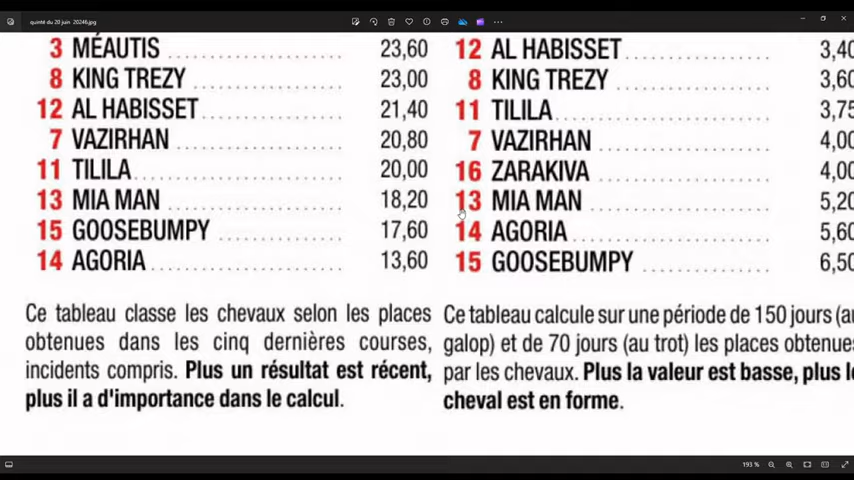 quinté du 20 juin 20246.jpg
3 MÉAUTIS 23,60
8 KING TREZY 23,00
12 AL HABISSET 21,40
7 VAZIRHAN 20,80
11 TILILA 20,00
13 MIA MAN 18,20
15 GOOSEBUMPY 17,60
14 AGORIA 13,60
Ce tableau classe les chevaux selon les places
obtenues dans les cinq dernières courses,
incidents compris. Plus un résultat est récent,
plus il a d'importance dans le calcul.
12 AL HABISSET 3,40
8 KING TREZY 3,60
11 TILILA 3,75
7 VAZIRHAN 4,00
16 ZARAKIVA 4,00
13 MIA MAN 5,20
14 AGORIA 5,60
15 GOOSEBUMPY 6,50
Ce tableau calcule sur une période de 150 jours (au
galop) et de 70 jours (au trot) les places obtenues
par les chevaux. Plus la valeur est basse, plus le
cheval est en forme.
193 %